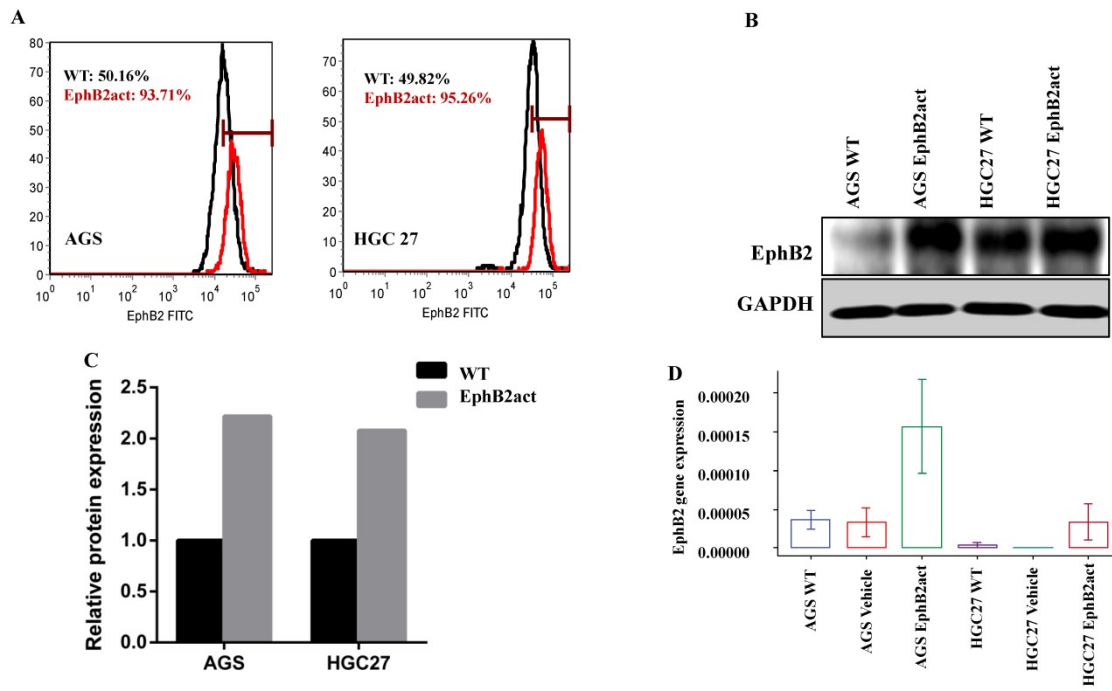 A
80
70
60
50
40
30
20
10
0
WT: 50.16%
EphB2act: 93.71%
AGS
10^0 10^1 10^2 10^3 10^4 10^5
EphB2 FITC
70
60
50
40
30
20
10
0
WT: 49.82%
EphB2act: 95.26%
HGC 27
10^0 10^1 10^2 10^3 10^4 10^5
EphB2 FITC
B
AGS WT
AGS EphB2act
HGC27 WT
HGC27 EphB2act
EphB2
GAPDH
C
WT
EphB2act
Relative protein expression
2.5
2.0
1.5
1.0
0.5
0.0
AGS HGC27
D
EphB2 gene expression
0.00020
0.00015
0.00010
0.00005
0.00000
AGS WT
AGS Vehicle
AGS EphB2act
HGC27 WT
HGC27 Vehicle
HGC27 EphB2act